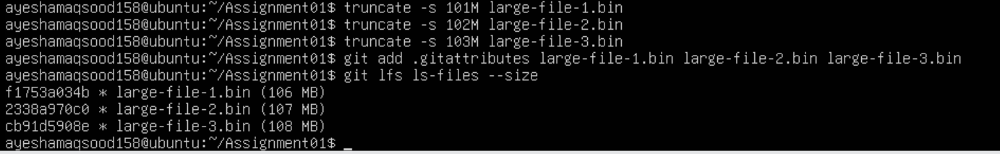 ayeshamaqsood158@ubuntu:~/Assignment01$ truncate -s 101M large-file-1.bin
ayeshamaqsood158@ubuntu:~/Assignment01$ truncate -s 102M large-file-2.bin
ayeshamaqsood158@ubuntu:~/Assignment01$ truncate -s 103M large-file-3.bin
ayeshamaqsood158@ubuntu:~/Assignment01$ git add .gitattributes large-file-1.bin large-file-2.bin large-file-3.bin
ayeshamaqsood158@ubuntu:~/Assignment01$ git lfs ls-files --size
f1753a034b * large-file-1.bin (106 MB)
2338a970c0 * large-file-2.bin (107 MB)
cb91d5908e * large-file-3.bin (108 MB)
ayeshamaqsood158@ubuntu:~/Assignment01$ _